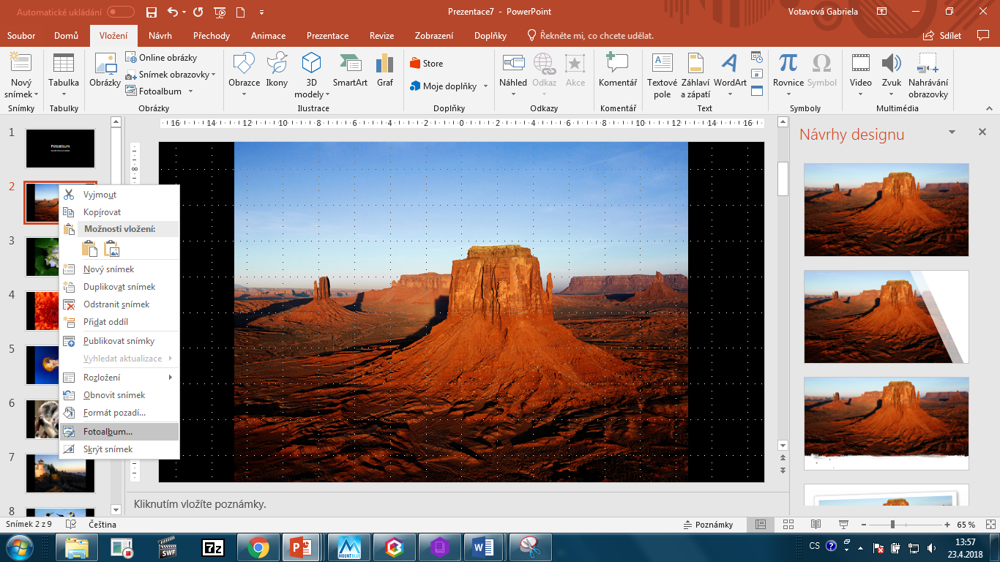 Automatické ukládání
Prezentace7 - PowerPoint
Votavová Gabriela
Soubor Domů Vložení Návrh Přechody Animace Prezentace Revize Zobrazení Doplňky Řekněte mi, co chcete udělat. Sdílet
Nový snímek
Snímky
Tabulka
Tabulky
Obrázky
Online obrázky
Snímek obrazovky
Fotoalbum
Obrázky
Obrazce
Ikony
3D modely
SmartArt
Graf
Ilustrace
Store
Moje doplňky
Doplňky
Náhled
Odkaz
Akce
Odkazy
Komentář
Komentář
Textové pole
Záhlaví a zápatí
WordArt
Text
Rovnice
Symbol
Symboly
Video
Zvuk
Nahrávání obrazovky
Multimédia
16 14 12 10 8 6 4 2 0 2 4 6 8 10 12 14 16
8
1
Fotoalbum
2
3
4
5
6
7
8
Vyjmout
Kopírovat
Možnosti vložení:
Nový snímek
Duplikovat snímek
Odstranit snímek
Přidat oddíl
Publikovat snímky
Vyhledat aktualizace
Rozložení
Obnovit snímek
Formát pozadí...
Fotoalbum...
Skrýt snímek
Návrhy designu
Kliknutím vložíte poznámky.
Snímek 2 z 9 Čeština Poznámky 65 %
SWF
7z
MOUNTBLUE
CS
13:57
23.4.2018